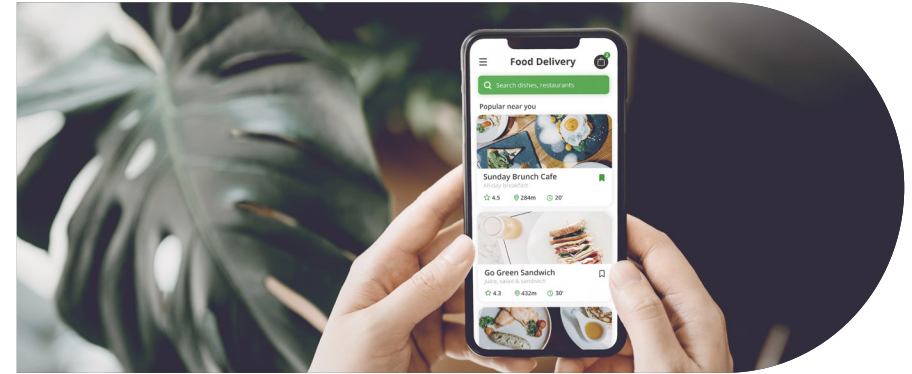 Food Delivery
Search dishes, restaurants
Popular near you
Sunday Brunch Cafe
All-day breakfast
4.5 284m 20'
Go Green Sandwich
Juice, salad & sandwich
4.3 432m 30'